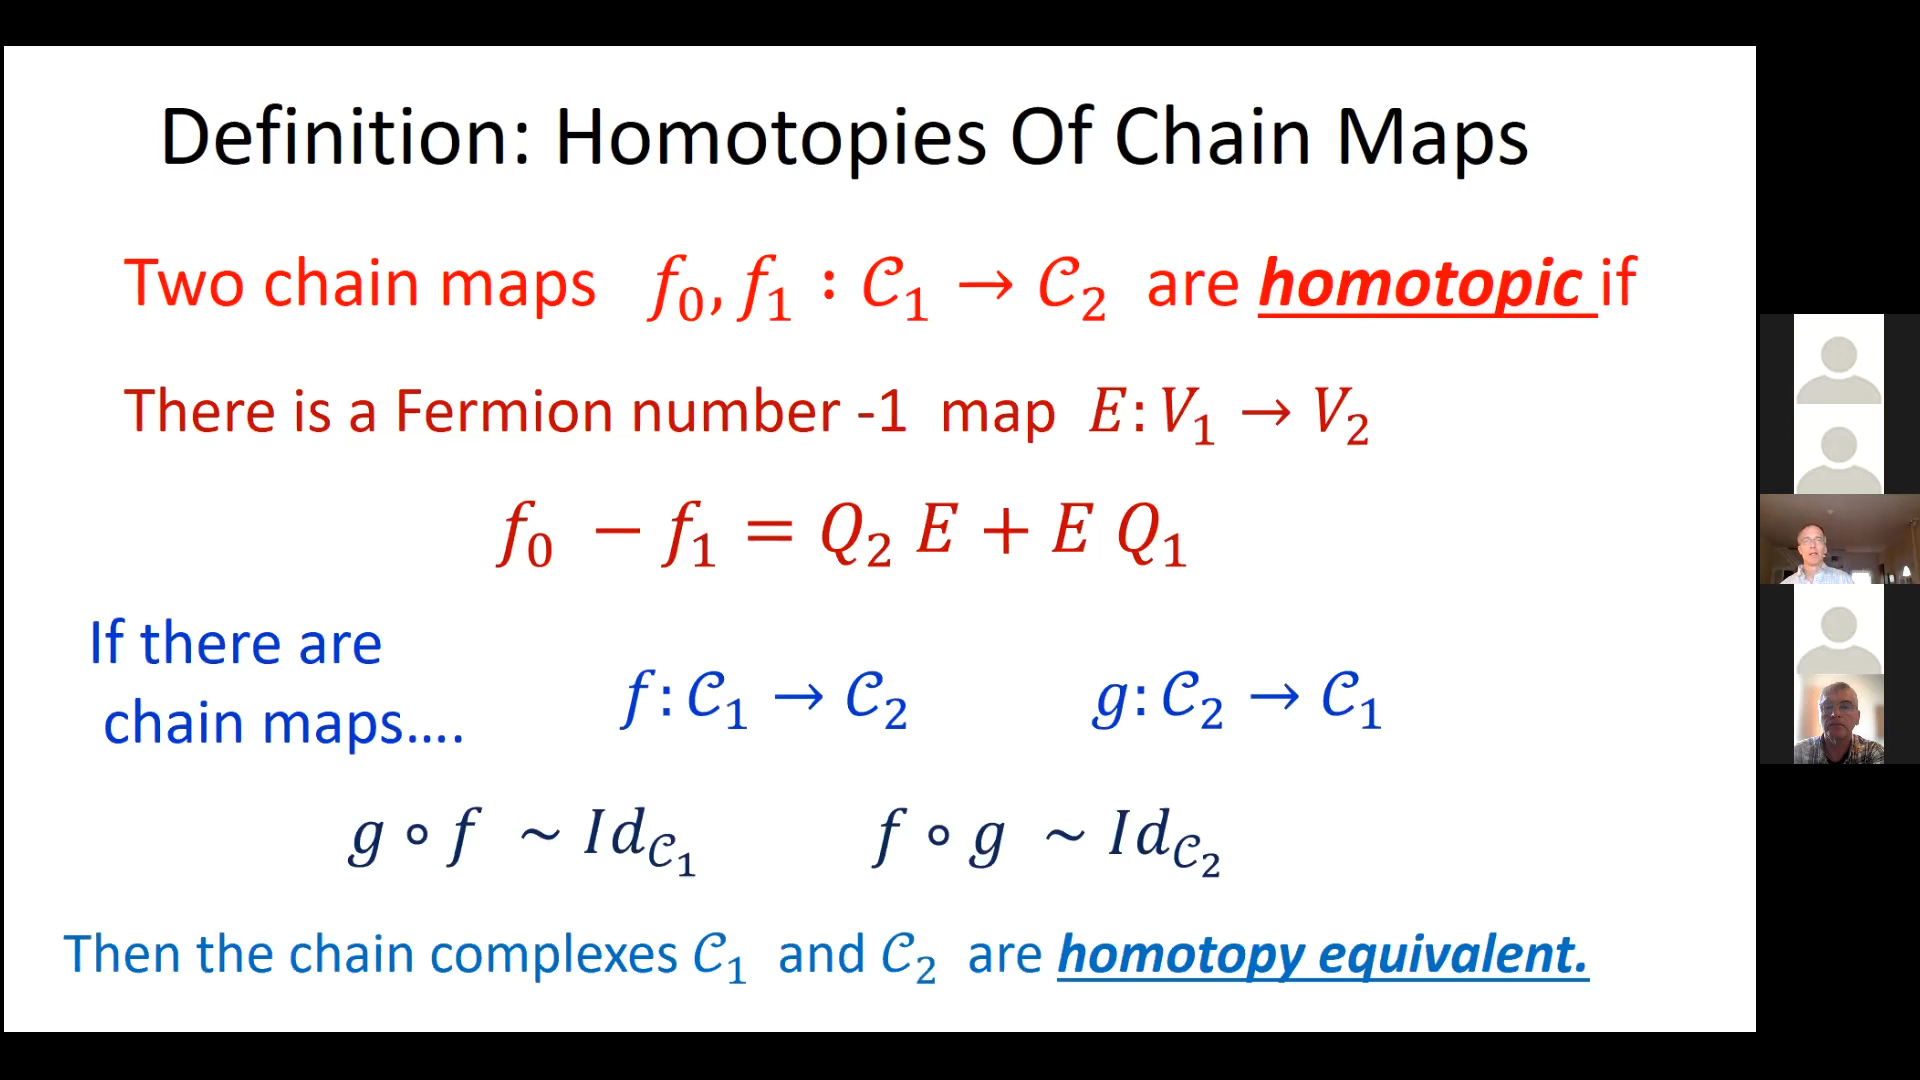 Definition: Homotopies Of Chain Maps
Two chain maps f₀, f₁ : 𝒞₁ → 𝒞₂ are homotopic if
There is a Fermion number -1 map E: V₁ → V₂
f₀ − f₁ = Q₂ E + E Q₁
If there are
chain maps.... f: 𝒞₁ → 𝒞₂ g: 𝒞₂ → 𝒞₁
g ∘ f ~ Id_𝒞₁ f ∘ g ~ Id_𝒞₂
Then the chain complexes 𝒞₁ and 𝒞₂ are homotopy equivalent.